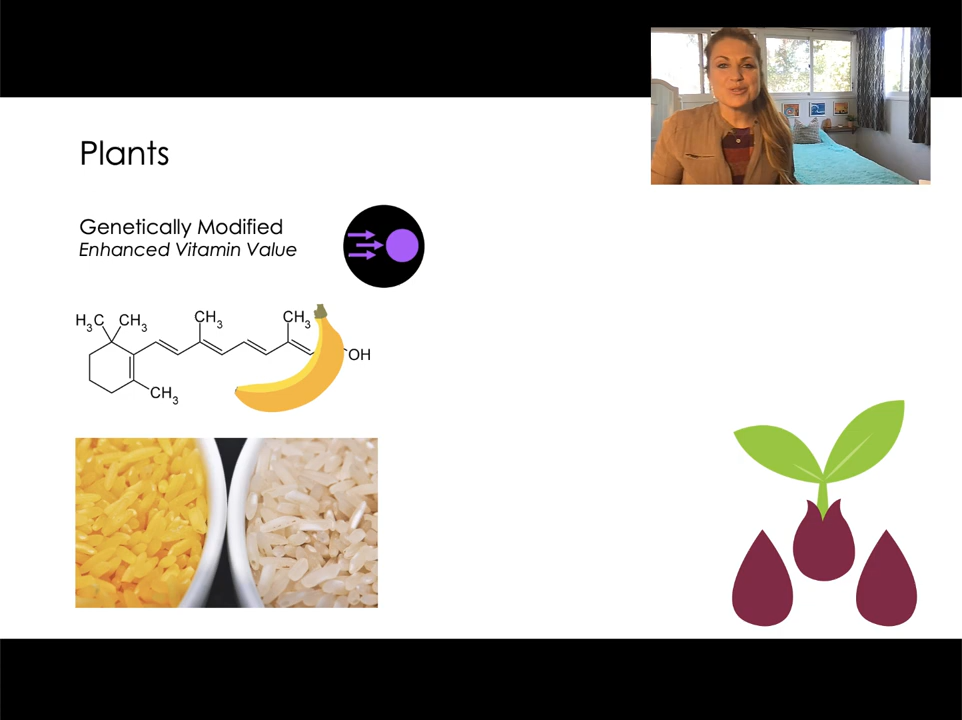 Plants
Genetically Modified
Enhanced Vitamin Value
H3C CH3 CH3 CH3
OH
CH3